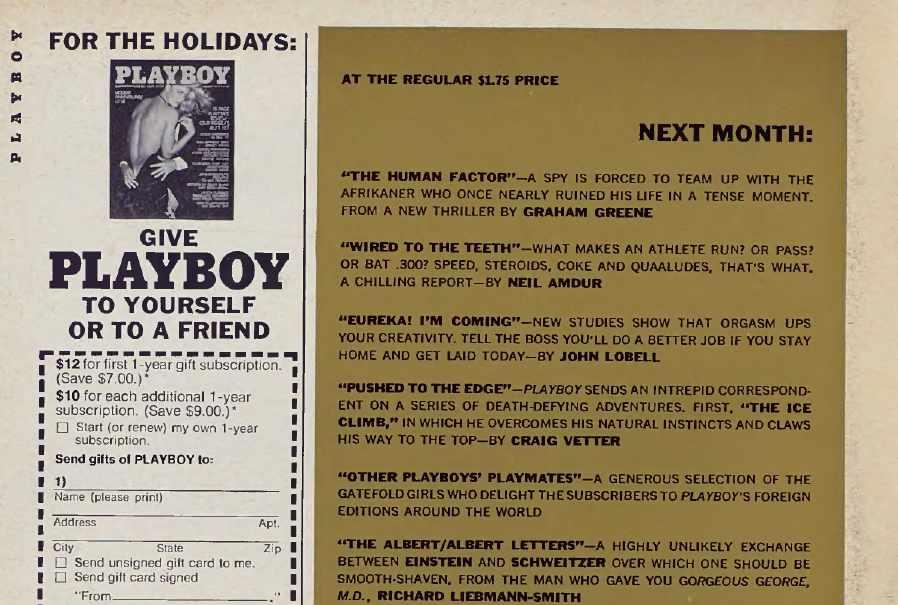 PLAYBOY
FOR THE HOLIDAYS:
PLAYBOY
GIVE
PLAYBOY
TO YOURSELF
OR TO A FRIEND
$12 for first 1-year gift subscription.
(Save $7.00.)*
$10 for each additional 1-year
subscription. (Save $9.00.)*
Start (or renew) my own 1-year
subscription.
Send gifts of PLAYBOY to:
1)
Name (please print)
Address Apt.
City State Zip
Send unsigned gift card to me.
Send gift card signed
"From ."
AT THE REGULAR $1.75 PRICE
NEXT MONTH:
"THE HUMAN FACTOR"—A SPY IS FORCED TO TEAM UP WITH THE
AFRIKANER WHO ONCE NEARLY RUINED HIS LIFE IN A TENSE MOMENT.
FROM A NEW THRILLER BY GRAHAM GREENE
"WIRED TO THE TEETH"—WHAT MAKES AN ATHLETE RUN? OR PASS?
OR BAT .300? SPEED, STEROIDS, COKE AND QUAALUDES, THAT'S WHAT.
A CHILLING REPORT—BY NEIL AMDUR
"EUREKA! I'M COMING"—NEW STUDIES SHOW THAT ORGASM UPS
YOUR CREATIVITY. TELL THE BOSS YOU'LL DO A BETTER JOB IF YOU STAY
HOME AND GET LAID TODAY—BY JOHN LOBELL
"PUSHED TO THE EDGE"—PLAYBOY SENDS AN INTREPID CORRESPOND-
ENT ON A SERIES OF DEATH-DEFYING ADVENTURES. FIRST, "THE ICE
CLIMB," IN WHICH HE OVERCOMES HIS NATURAL INSTINCTS AND CLAWS
HIS WAY TO THE TOP—BY CRAIG VETTER
"OTHER PLAYBOYS' PLAYMATES"—A GENEROUS SELECTION OF THE
GATEFOLD GIRLS WHO DELIGHT THE SUBSCRIBERS TO PLAYBOY'S FOREIGN
EDITIONS AROUND THE WORLD
"THE ALBERT/ALBERT LETTERS"—A HIGHLY UNLIKELY EXCHANGE
BETWEEN EINSTEIN AND SCHWEITZER OVER WHICH ONE SHOULD BE
SMOOTH-SHAVEN, FROM THE MAN WHO GAVE YOU GORGEOUS GEORGE,
M.D., RICHARD LIEBMANN-SMITH